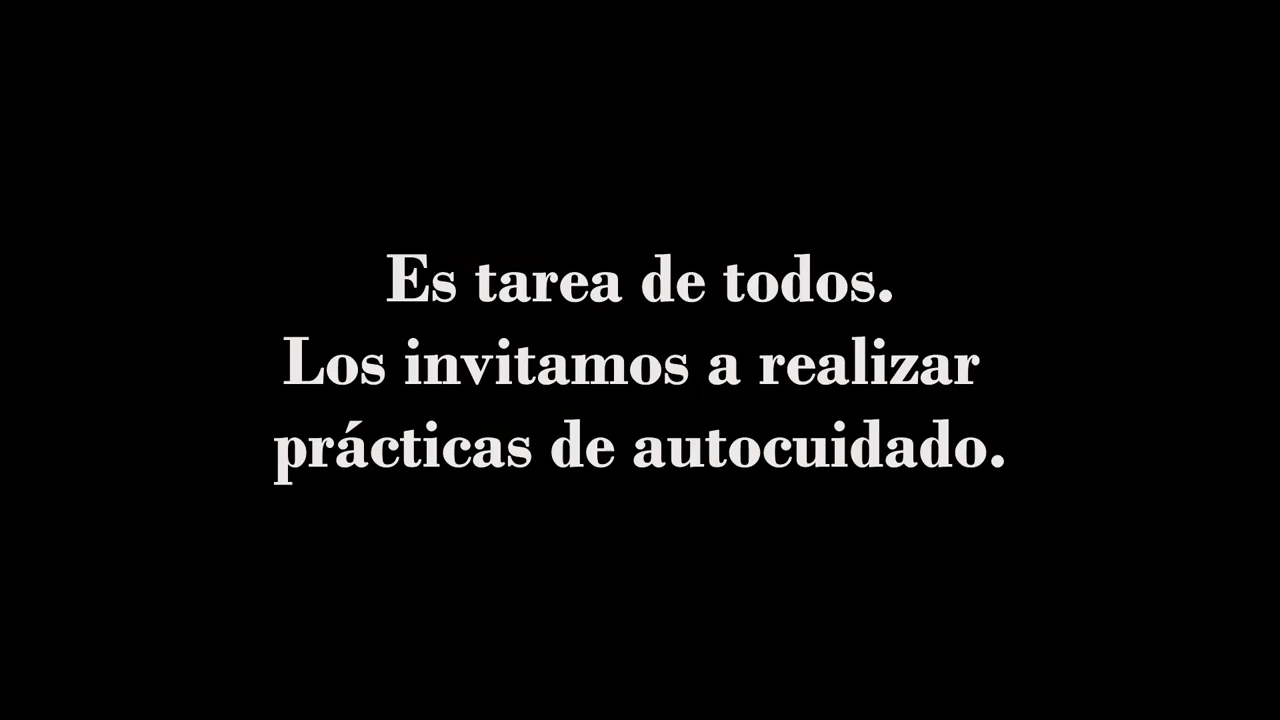 Es tarea de todos.
Los invitamos a realizar
prácticas de autocuidado.